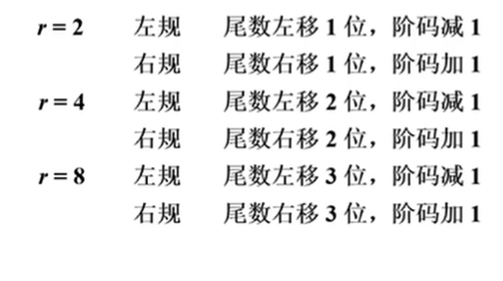 r = 2 左规 尾数左移 1 位，阶码减 1
右规 尾数右移 1 位，阶码加 1
r = 4 左规 尾数左移 2 位，阶码减 1
右规 尾数右移 2 位，阶码加 1
r = 8 左规 尾数左移 3 位，阶码减 1
右规 尾数右移 3 位，阶码加 1